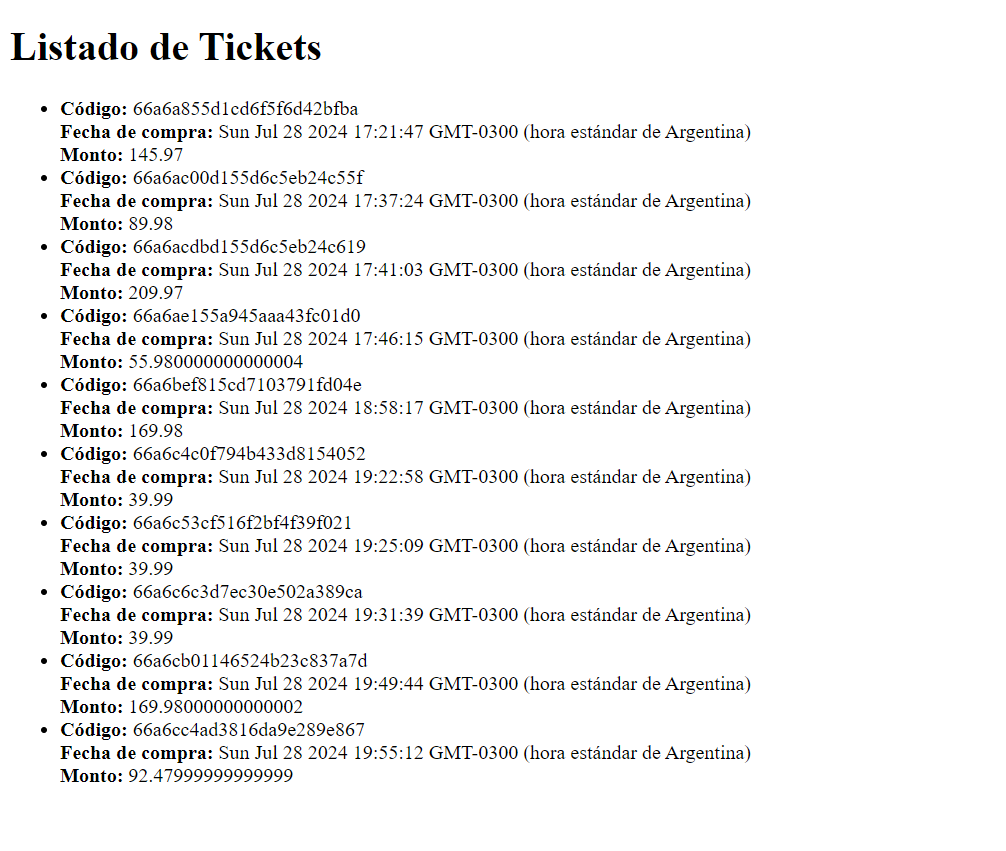 Listado de Tickets
• Código: 66a6a855d1cd6f5f6d42bfba
Fecha de compra: Sun Jul 28 2024 17:21:47 GMT-0300 (hora estándar de Argentina)
Monto: 145.97
• Código: 66a6ac00d155d6c5eb24c55f
Fecha de compra: Sun Jul 28 2024 17:37:24 GMT-0300 (hora estándar de Argentina)
Monto: 89.98
• Código: 66a6acdbd155d6c5eb24c619
Fecha de compra: Sun Jul 28 2024 17:41:03 GMT-0300 (hora estándar de Argentina)
Monto: 209.97
• Código: 66a6ae155a945aaa43fc01d0
Fecha de compra: Sun Jul 28 2024 17:46:15 GMT-0300 (hora estándar de Argentina)
Monto: 55.980000000000004
• Código: 66a6bef815cd7103791fd04e
Fecha de compra: Sun Jul 28 2024 18:58:17 GMT-0300 (hora estándar de Argentina)
Monto: 169.98
• Código: 66a6c4c0f794b433d8154052
Fecha de compra: Sun Jul 28 2024 19:22:58 GMT-0300 (hora estándar de Argentina)
Monto: 39.99
• Código: 66a6c53cf516f2bf4f39f021
Fecha de compra: Sun Jul 28 2024 19:25:09 GMT-0300 (hora estándar de Argentina)
Monto: 39.99
• Código: 66a6c6c3d7ec30e502a389ca
Fecha de compra: Sun Jul 28 2024 19:31:39 GMT-0300 (hora estándar de Argentina)
Monto: 39.99
• Código: 66a6cb01146524b23c837a7d
Fecha de compra: Sun Jul 28 2024 19:49:44 GMT-0300 (hora estándar de Argentina)
Monto: 169.98000000000002
• Código: 66a6cc4ad3816da9e289e867
Fecha de compra: Sun Jul 28 2024 19:55:12 GMT-0300 (hora estándar de Argentina)
Monto: 92.47999999999999